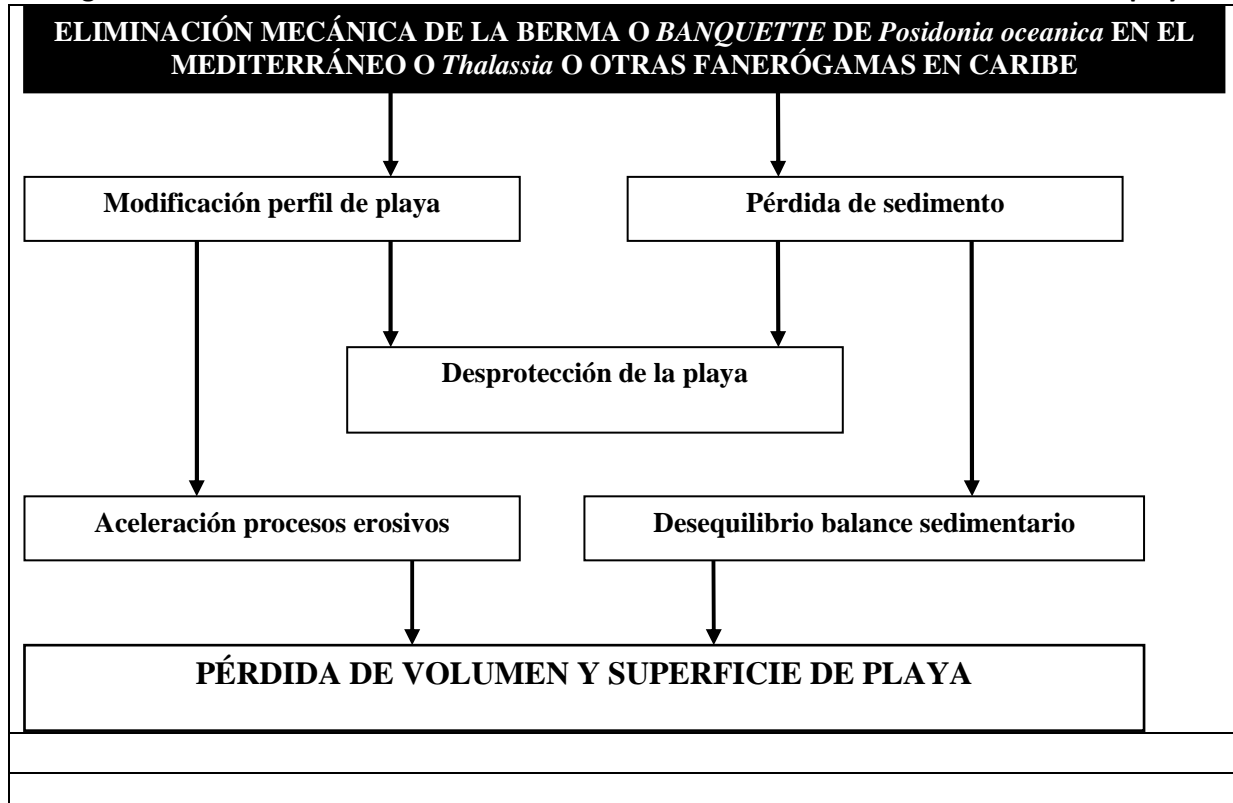 ELIMINACIÓN MECÁNICA DE LA BERMA O BANQUETTE DE Posidonia oceanica EN EL
MEDITERRÁNEO O Thalassia O OTRAS FANERÓGAMAS EN CARIBE
Modificación perfil de playa
Pérdida de sedimento
Desprotección de la playa
Aceleración procesos erosivos
Desequilibrio balance sedimentario
PÉRDIDA DE VOLUMEN Y SUPERFICIE DE PLAYA